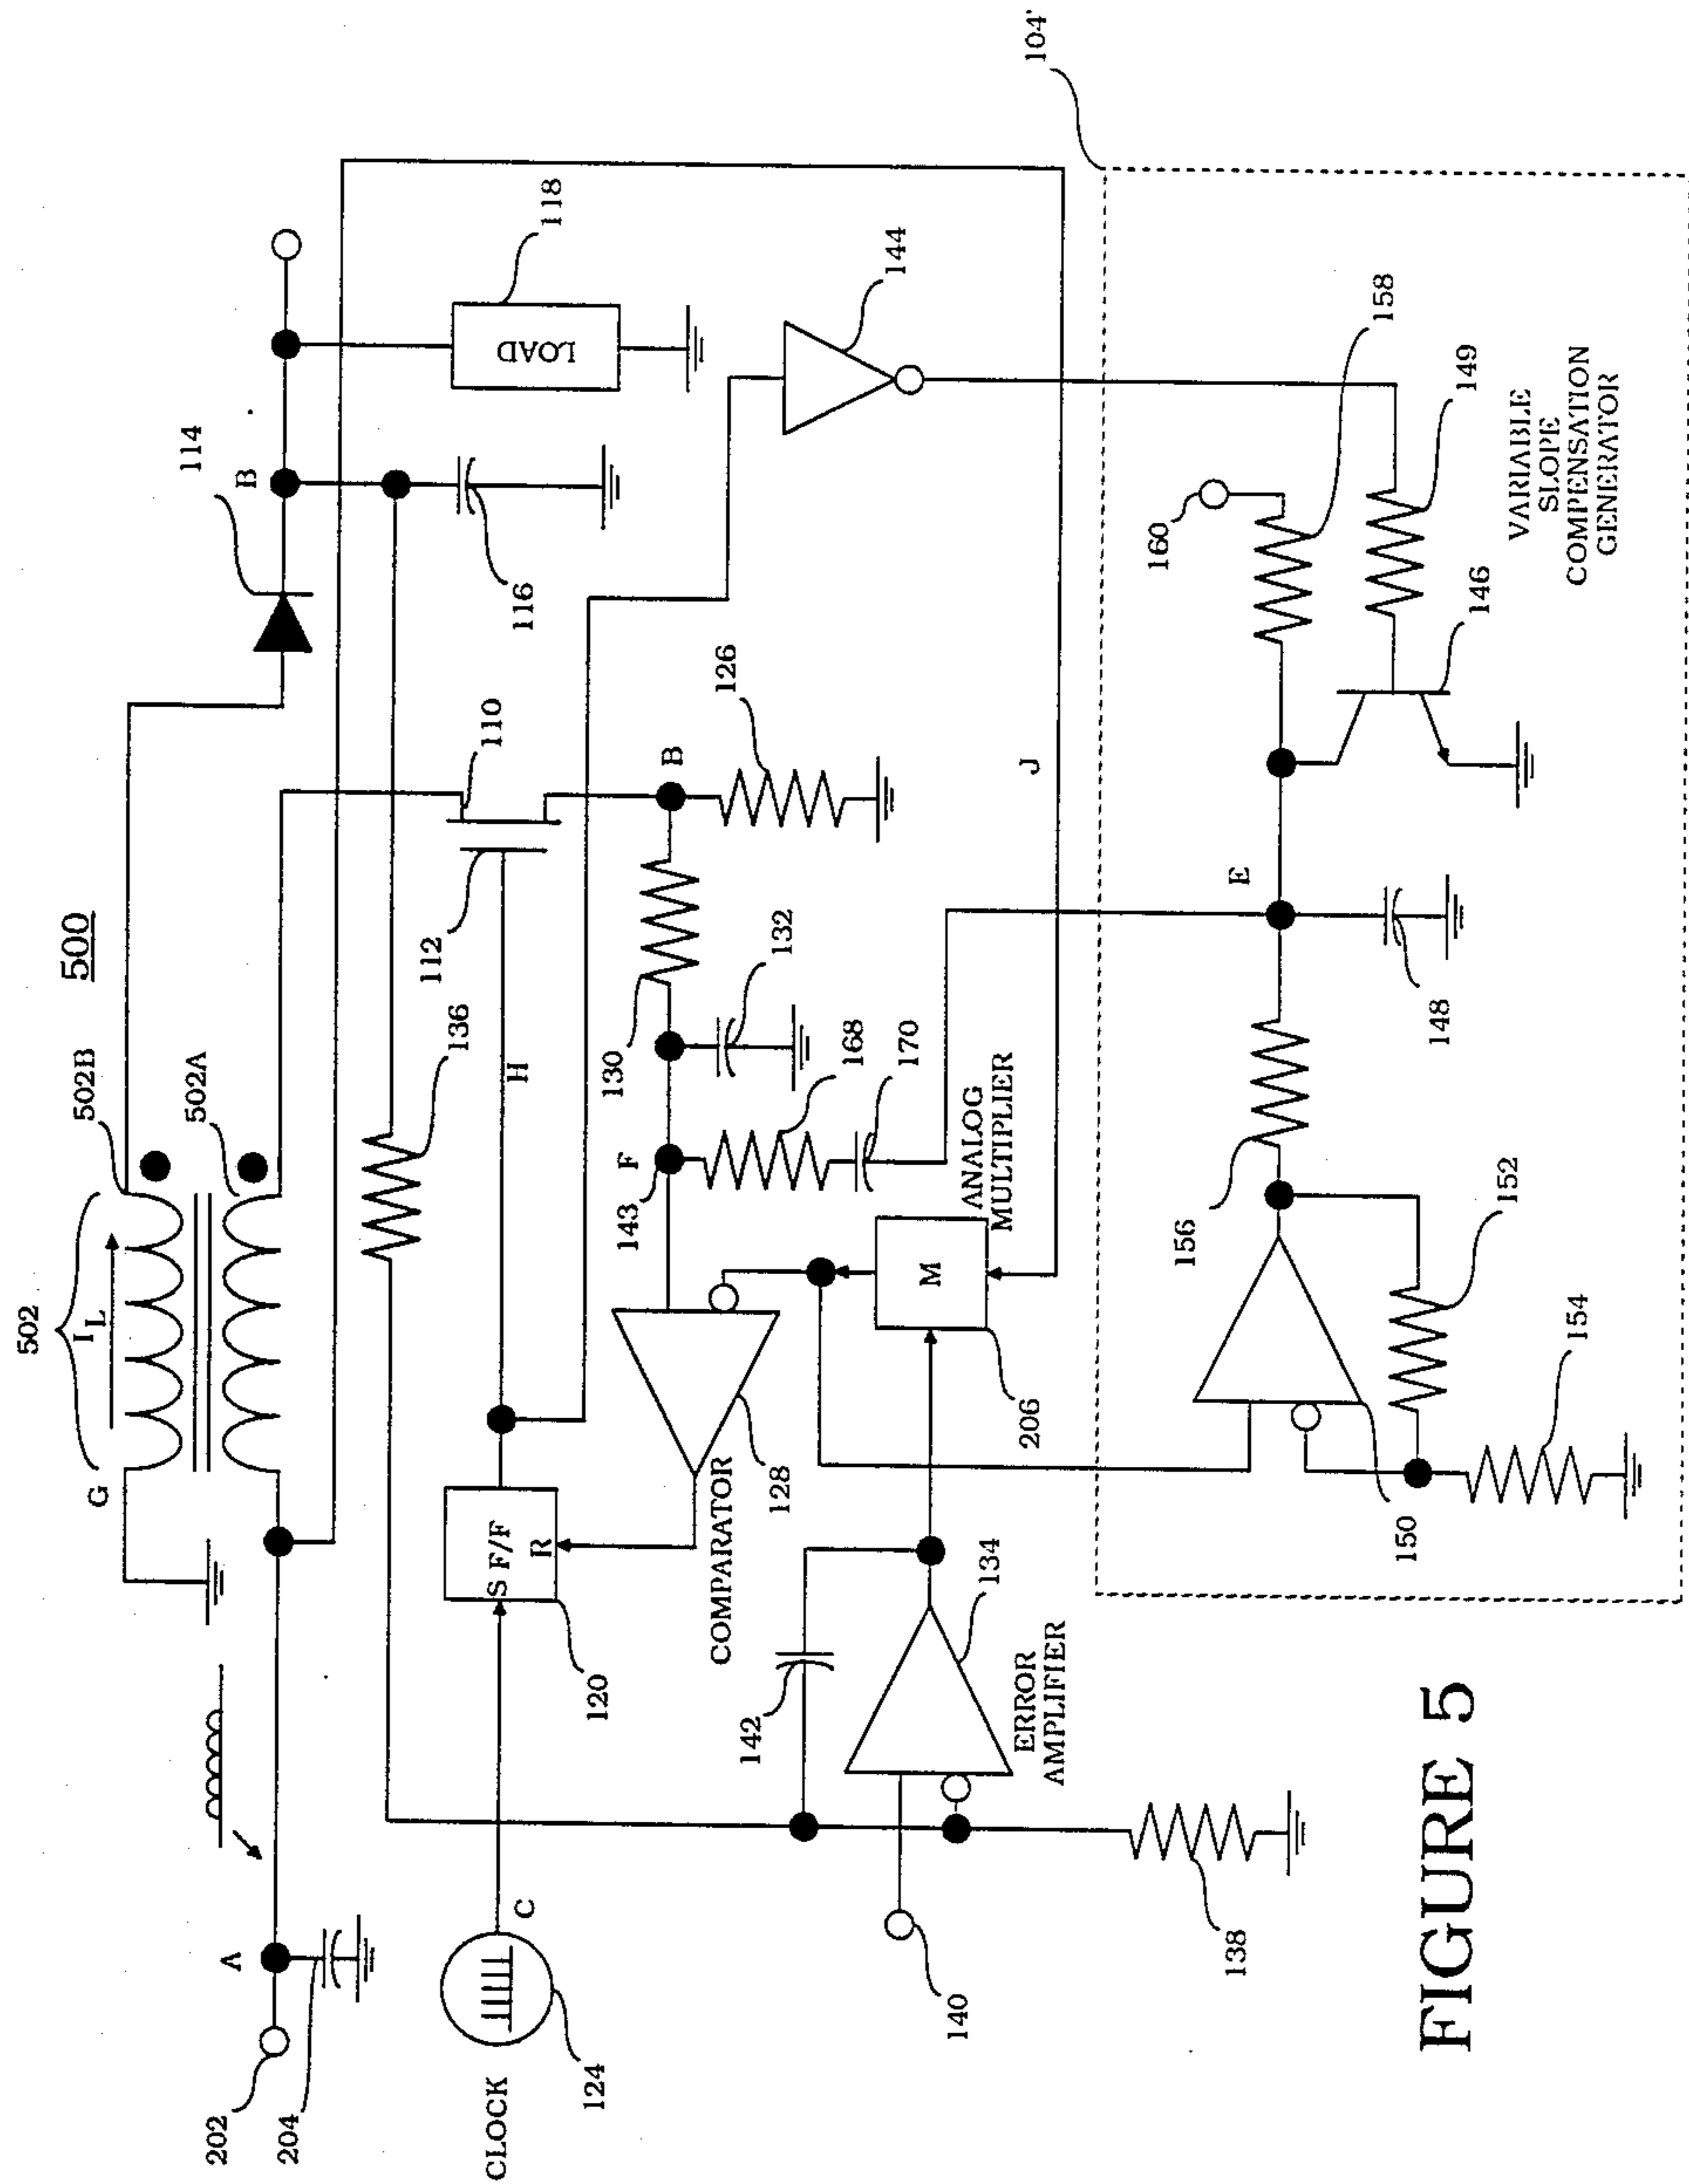 500
502
I_L
502B
502A
G
114
B
118
LOAD
A
202
204
136
110
112
H
116
B
126
CLOCK
124
C
120
S F/F
R
COMPARATOR
128
130
132
143
F
168
170
144
142
ERROR
AMPLIFIER
134
140
138
M
206
ANALOG
MULTIPLIER
J
104'
150
152
154
156
E
148
160
158
149
146
VARIABLE
SLOPE
COMPENSATION
GENERATOR
FIGURE 5